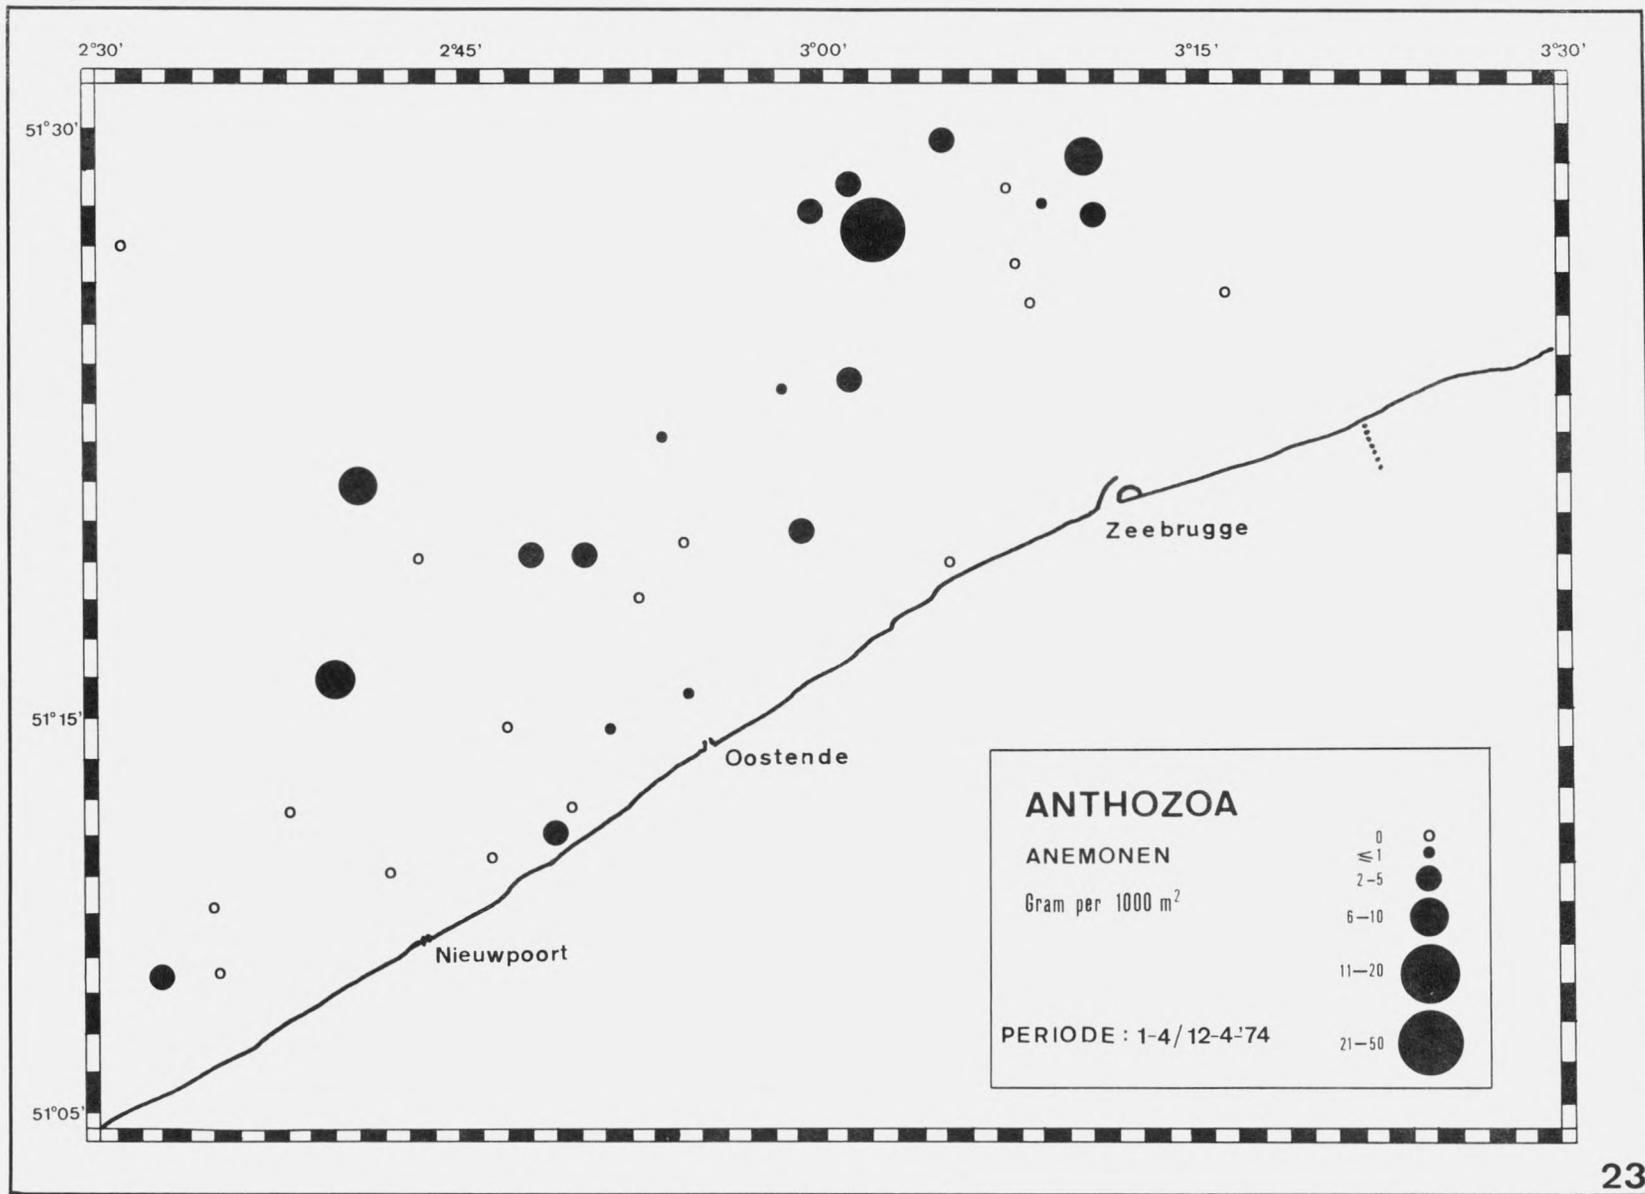 2°30' 2°45' 3°00' 3°15' 3°30'
51°30'
Zeebrugge
51°15'
Oostende
ANTHOZOA
0
ANEMONEN
⩽1
2-5
Gram per 1000 m²
6-10
Nieuwpoort
11-20
PERIODE : 1-4/12-4-'74
21-50
51°05'
23